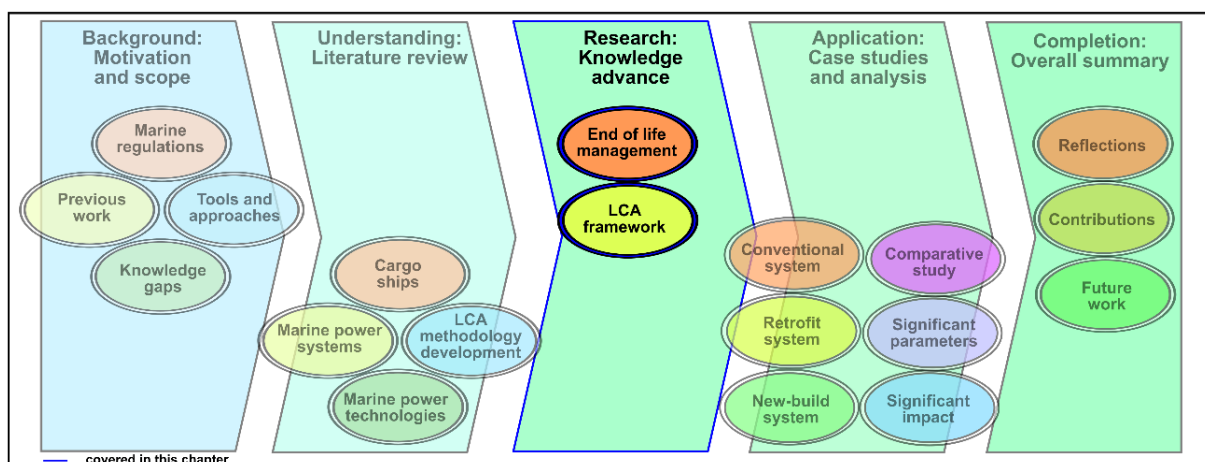 Background:
Motivation
and scope
Marine
regulations
Previous
work
Tools and
approaches
Knowledge
gaps
Understanding:
Literature review
Cargo
ships
Marine power
systems
LCA
methodology
development
Marine power
technologies
Research:
Knowledge
advance
End of life
management
LCA
framework
Application:
Case studies
and analysis
Conventional
system
Comparative
study
Retrofit
system
Significant
parameters
New-build
system
Significant
impact
Completion:
Overall summary
Reflections
Contributions
Future
work
covered in this chapter